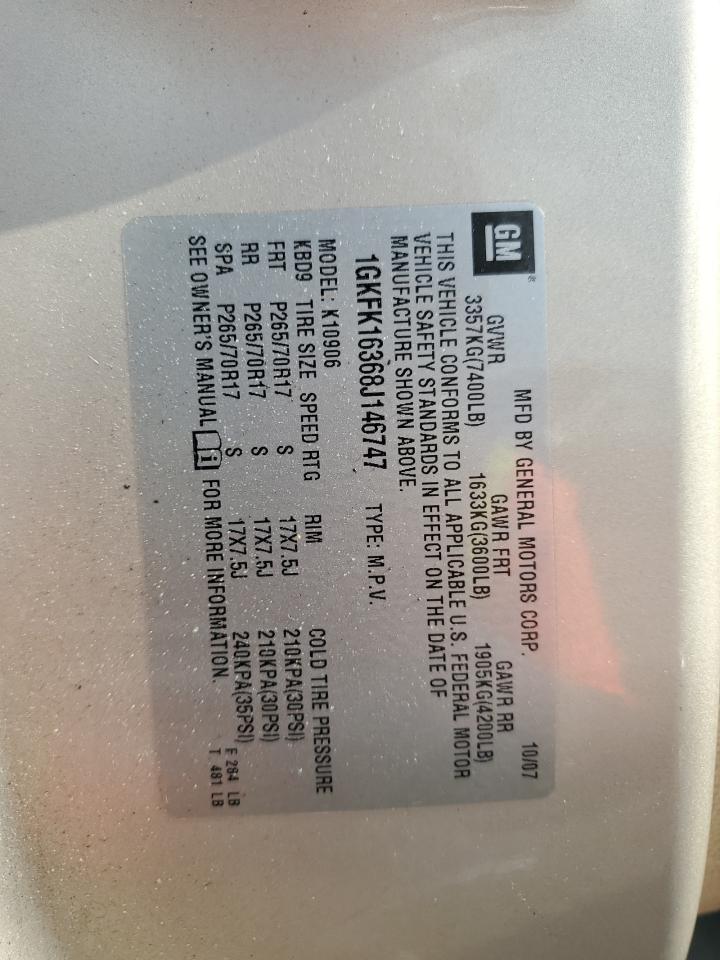 GM®
MFD BY GENERAL MOTORS CORP. 10/07
GVWR GAWR FRT GAWR RR
3357KG(7400LB) 1633KG(3600LB) 1905KG(4200LB)
THIS VEHICLE CONFORMS TO ALL APPLICABLE U.S. FEDERAL MOTOR
VEHICLE SAFETY STANDARDS IN EFFECT ON THE DATE OF
MANUFACTURE SHOWN ABOVE.
1GKFK16368J146747 TYPE: M.P.V.
MODEL: K10906
KBD9 TIRE SIZE SPEED RTG RIM COLD TIRE PRESSURE
FRT P265/70R17 S 17X7.5J 210KPA(30PSI)
RR P265/70R17 S 17X7.5J 210KPA(30PSI)
SPA P265/70R17 S 17X7.5J 240KPA(35PSI)
SEE OWNER'S MANUAL i FOR MORE INFORMATION.
F 264 LB
T 481 LB